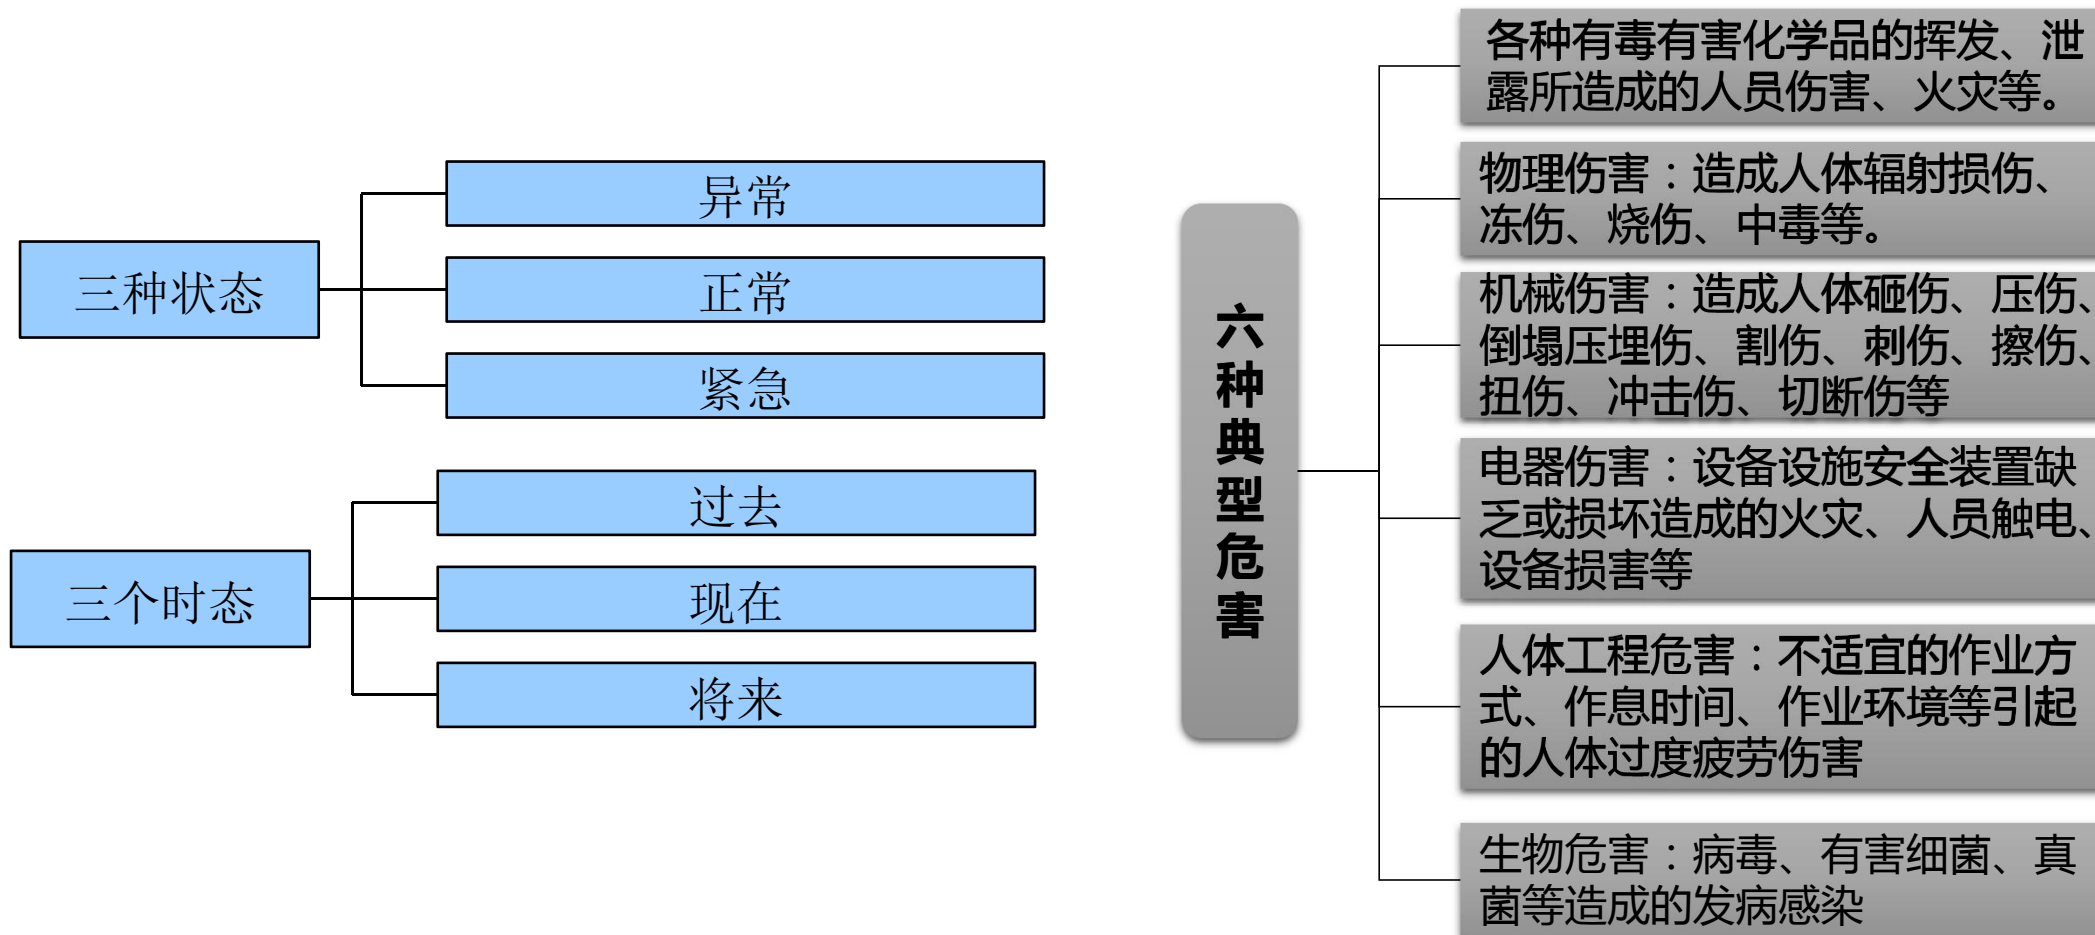 三种状态
异常
正常
紧急
三个时态
过去
现在
将来
六种典型危害
各种有毒有害化学品的挥发、泄
露所造成的人员伤害、火灾等。
物理伤害：造成人体辐射损伤、
冻伤、烧伤、中毒等。
机械伤害：造成人体砸伤、压伤、
倒塌压埋伤、割伤、刺伤、擦伤、
扭伤、冲击伤、切断伤等
电器伤害：设备设施安全装置缺
乏或损坏造成的火灾、人员触电、
设备损害等
人体工程危害：不适宜的作业方
式、作息时间、作业环境等引起
的人体过度疲劳伤害
生物危害：病毒、有害细菌、真
菌等造成的发病感染